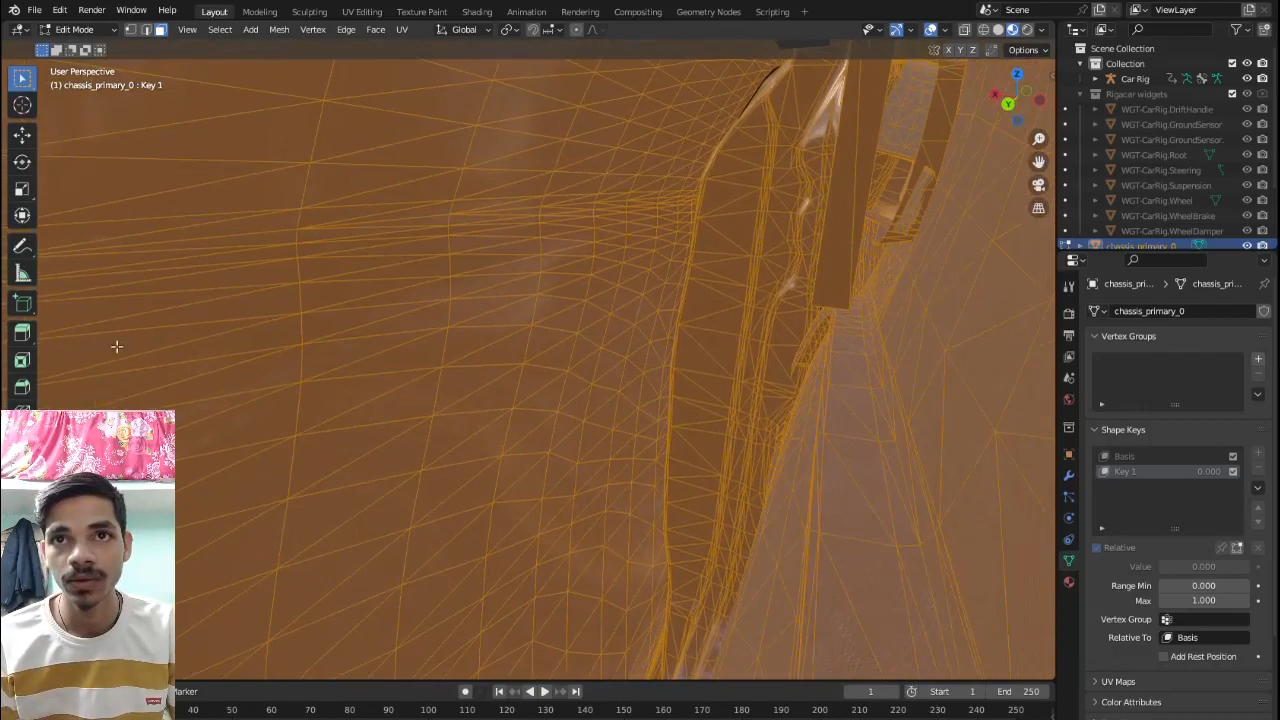 File Edit Render Window Help Layout Modeling Sculpting UV Editing Texture Paint Shading Animation Rendering Compositing Geometry Nodes Scripting + Scene ViewLayer
Edit Mode View Select Add Mesh Vertex Edge Face UV Global
X Y Z Options
User Perspective
(1) chassis_primary_0 : Key 1
Z
Y
Scene Collection
Collection
Car Rig
Rigacar widgets
WGT-CarRig.DriftHandle
WGT-CarRig.GroundSensor
WGT-CarRig.GroundSensor.
WGT-CarRig.Root
WGT-CarRig.Steering
WGT-CarRig.Suspension
WGT-CarRig.Wheel
WGT-CarRig.WheelBrake
WGT-CarRig.WheelDamper
chassis_primary_0
chassis_pri... > chassis_pri...
chassis_primary_0
Vertex Groups
Shape Keys
Basis
Key 1 0.000
Relative
Value 0.000
Range Min 0.000
Max 1.000
Vertex Group
Relative To Basis
Add Rest Position
UV Maps
Color Attributes
Marker 1 Start 1 End 250
40 50 60 70 80 90 100 110 120 130 140 150 160 170 180 190 200 210 220 230 240 250